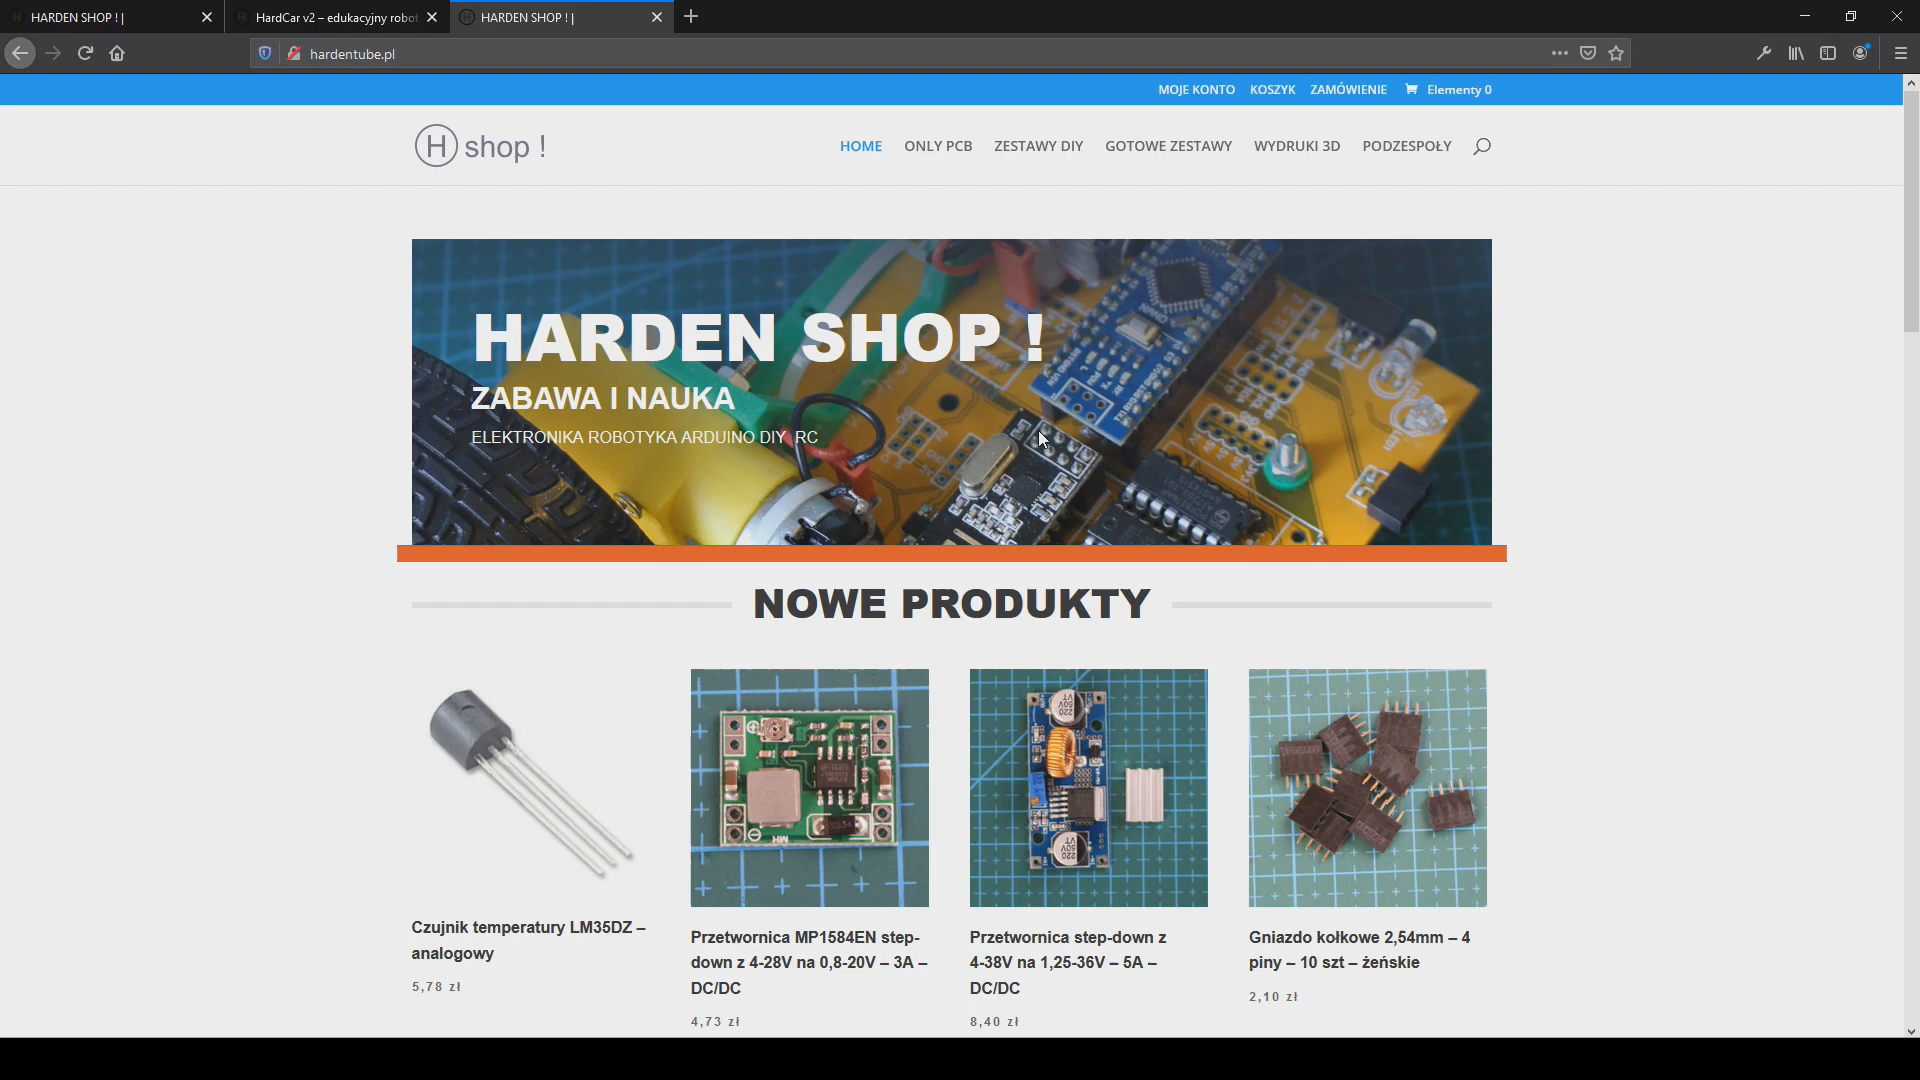 HARDEN SHOP ! |
HardCar v2 – edukacyjny robot
HARDEN SHOP ! |
hardentube.pl
MOJE KONTO KOSZYK ZAMÓWIENIE Elementy 0
H shop !
HOME ONLY PCB ZESTAWY DIY GOTOWE ZESTAWY WYDRUKI 3D PODZESPOŁY
HARDEN SHOP !
ZABAWA I NAUKA
ELEKTRONIKA ROBOTYKA ARDUINO DIY RC
NOWE PRODUKTY
Czujnik temperatury LM35DZ –
analogowy
5,78 zł
Przetwornica MP1584EN step-
down z 4-28V na 0,8-20V – 3A –
DC/DC
4,73 zł
Przetwornica step-down z
4-38V na 1,25-36V – 5A –
DC/DC
8,40 zł
Gniazdo kołkowe 2,54mm – 4
piny – 10 szt – żeńskie
2,10 zł